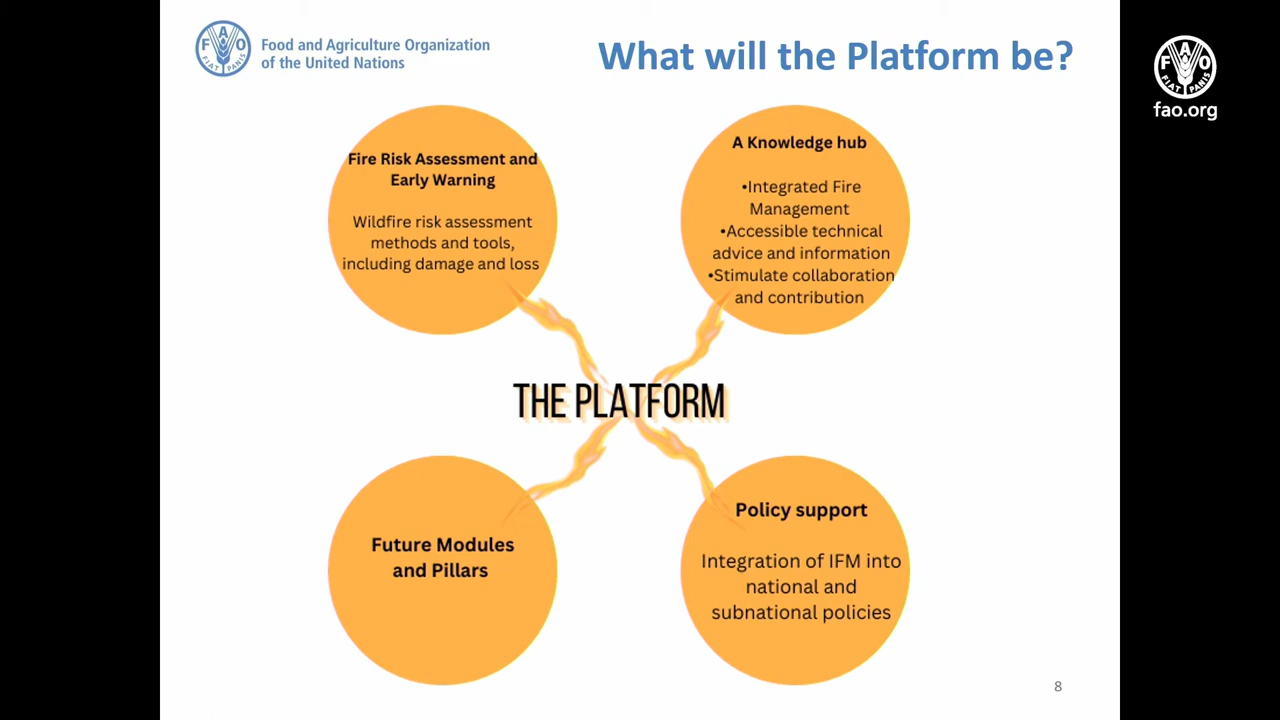 Food and Agriculture Organization
of the United Nations
What will the Platform be?
FAO
FIAT PANIS
fao.org
Fire Risk Assessment and
Early Warning
Wildfire risk assessment
methods and tools,
including damage and loss
A Knowledge hub
•Integrated Fire
Management
•Accessible technical
advice and information
•Stimulate collaboration
and contribution
THE PLATFORM
Future Modules
and Pillars
Policy support
Integration of IFM into
national and
subnational policies
8